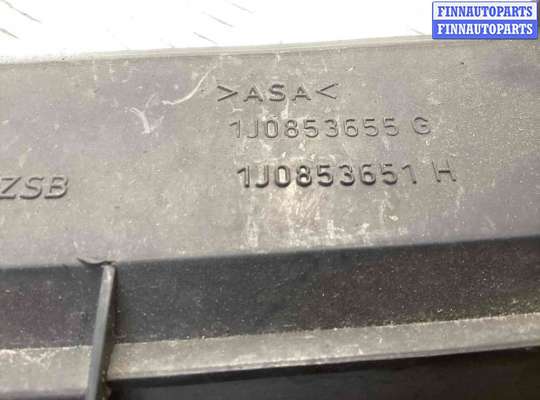 FINNAUTOPARTS
FINNAUTOPARTS
>ASA<
1J0853655 G
ZSB
1J0853651 H